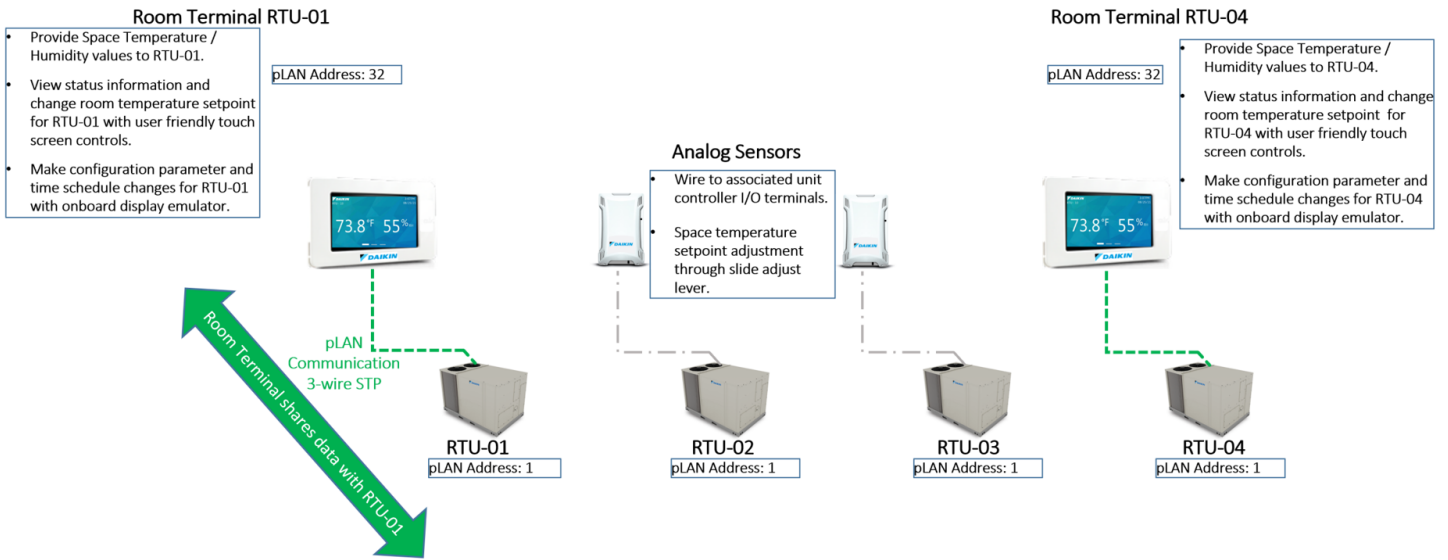 Room Terminal RTU-01
• Provide Space Temperature /
Humidity values to RTU-01.
• View status information and
change room temperature setpoint
for RTU-01 with user friendly touch
screen controls.
• Make configuration parameter and
time schedule changes for RTU-01
with onboard display emulator.
pLAN Address: 32
73.8°F 55%
DAIKIN
pLAN
Communication
3-wire STP
Room Terminal shares data with RTU-01
Analog Sensors
• Wire to associated unit
controller I/O terminals.
• Space temperature
setpoint adjustment
through slide adjust
lever.
DAIKIN
DAIKIN
Room Terminal RTU-04
pLAN Address: 32
• Provide Space Temperature /
Humidity values to RTU-04.
• View status information and change
room temperature setpoint for
RTU-04 with user friendly touch
screen controls.
• Make configuration parameter and
time schedule changes for RTU-04
with onboard display emulator.
73.8°F 55%
DAIKIN
RTU-01
pLAN Address: 1
RTU-02
pLAN Address: 1
RTU-03
pLAN Address: 1
RTU-04
pLAN Address: 1